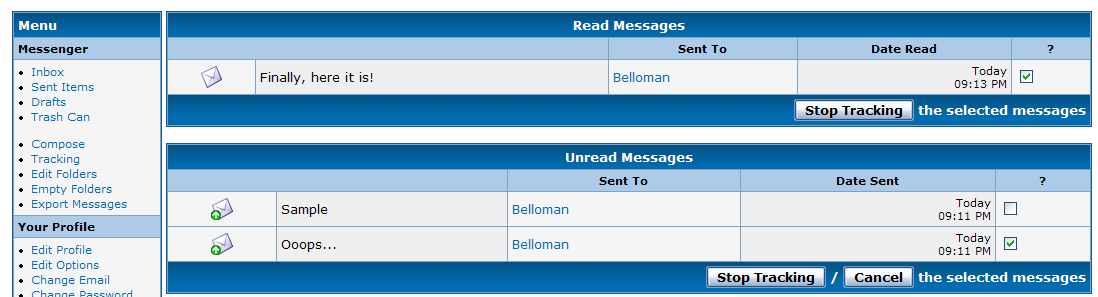 Menu
Messenger
Inbox
Sent Items
Drafts
Trash Can
Compose
Tracking
Edit Folders
Empty Folders
Export Messages
Your Profile
Edit Profile
Edit Options
Change Email
Change Password
Read Messages
Sent To Date Read ?
Finally, here it is! Belloman Today
09:13 PM
Stop Tracking the selected messages
Unread Messages
Sent To Date Sent ?
Sample Belloman Today
09:11 PM
Ooops... Belloman Today
09:11 PM
Stop Tracking / Cancel the selected messages